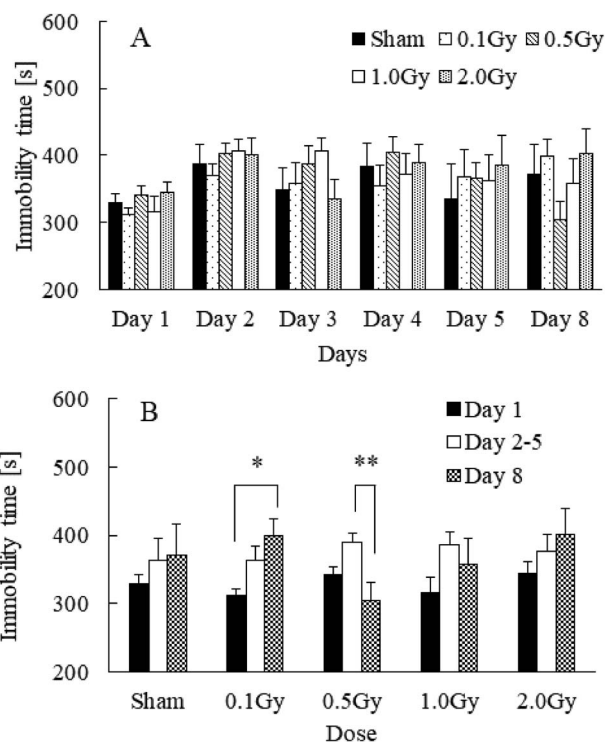 A
Sham 0.1Gy 0.5Gy
1.0Gy 2.0Gy
Immobility time [s]
600
500
400
300
200
Day 1 Day 2 Day 3 Day 4 Day 5 Day 8
Days
B
Day 1
Day 2-5
Day 8
* **
Immobility time [s]
600
500
400
300
200
Sham 0.1Gy 0.5Gy 1.0Gy 2.0Gy
Dose